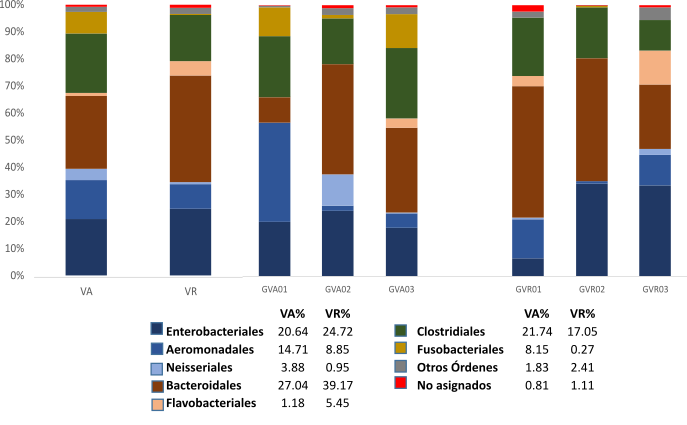 100%
90%
80%
70%
60%
50%
40%
30%
20%
10%
0%
VA VR GVA01 GVA02 GVA03 GVR01 GVR02 GVR03
VA% VR% VA% VR%
Enterobacteriales 20.64 24.72 Clostridiales 21.74 17.05
Aeromonadales 14.71 8.85 Fusobacteriales 8.15 0.27
Neisseriales 3.88 0.95 Otros Órdenes 1.83 2.41
Bacteroidales 27.04 39.17 No asignados 0.81 1.11
Flavobacteriales 1.18 5.45